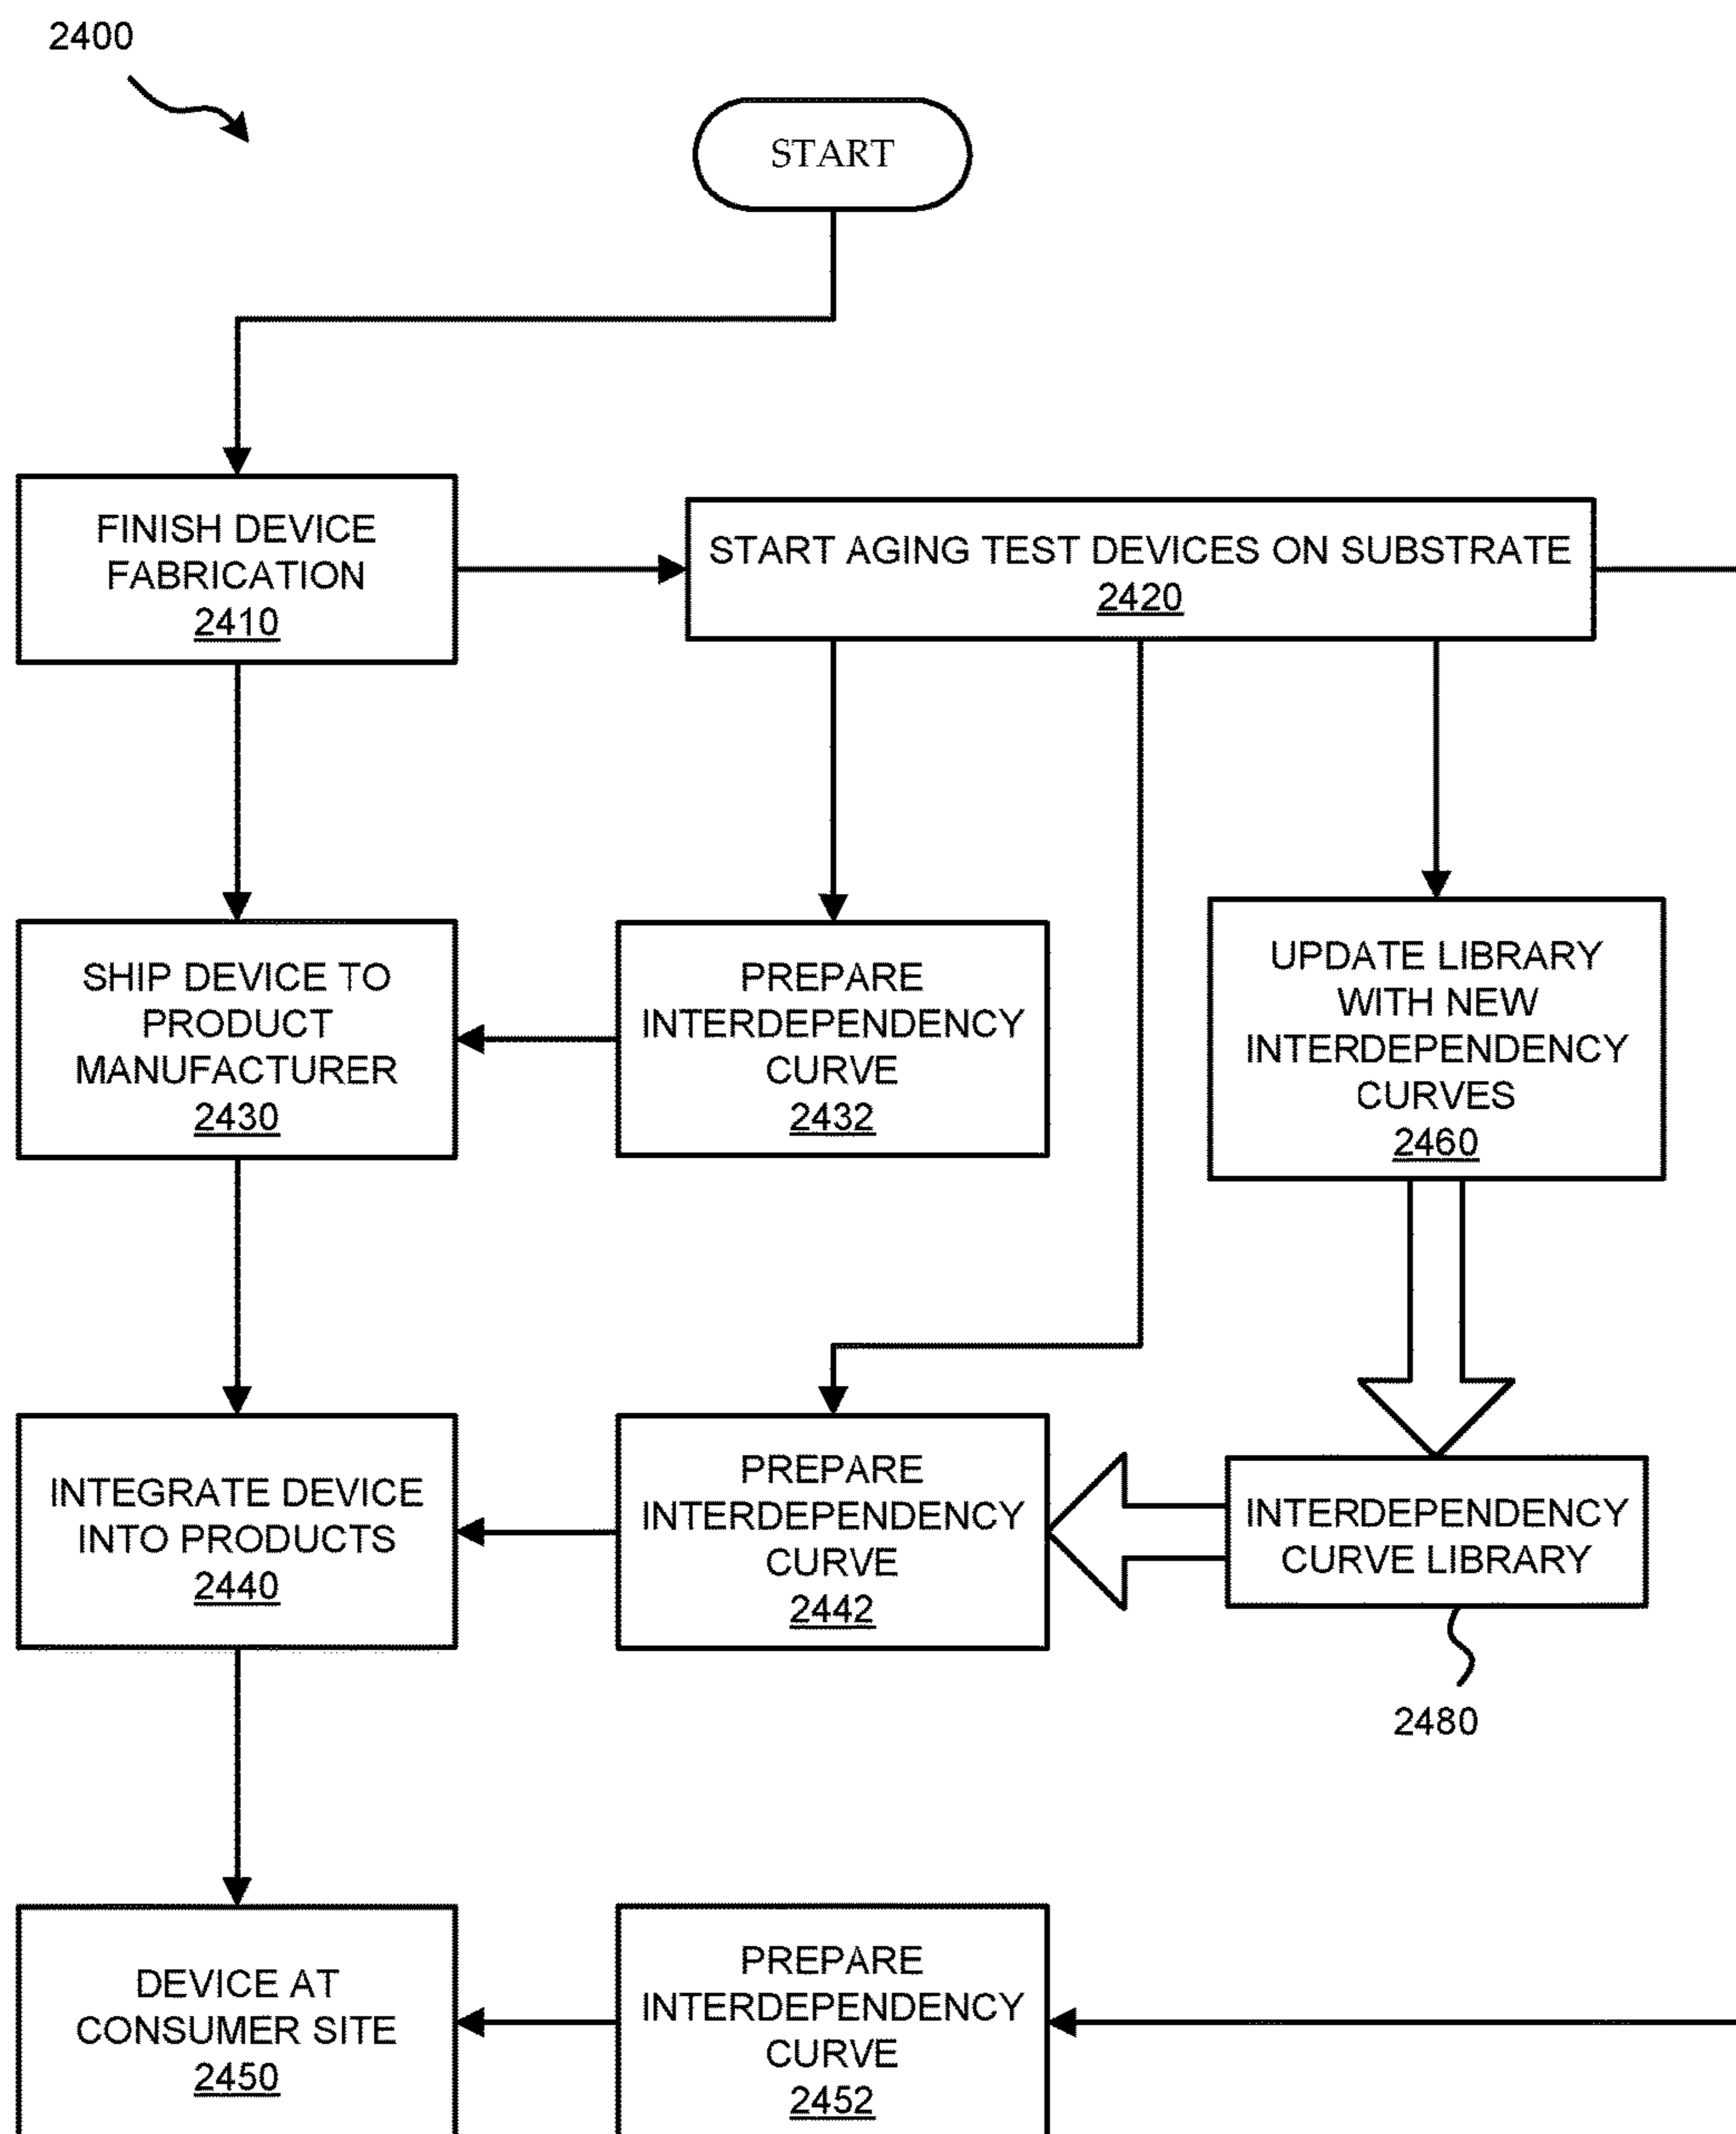 2400
START
FINISH DEVICE
FABRICATION
2410
START AGING TEST DEVICES ON SUBSTRATE
2420
SHIP DEVICE TO
PRODUCT
MANUFACTURER
2430
PREPARE
INTERDEPENDENCY
CURVE
2432
UPDATE LIBRARY
WITH NEW
INTERDEPENDENCY
CURVES
2460
INTEGRATE DEVICE
INTO PRODUCTS
2440
PREPARE
INTERDEPENDENCY
CURVE
2442
INTERDEPENDENCY
CURVE LIBRARY
2480
DEVICE AT
CONSUMER SITE
2450
PREPARE
INTERDEPENDENCY
CURVE
2452